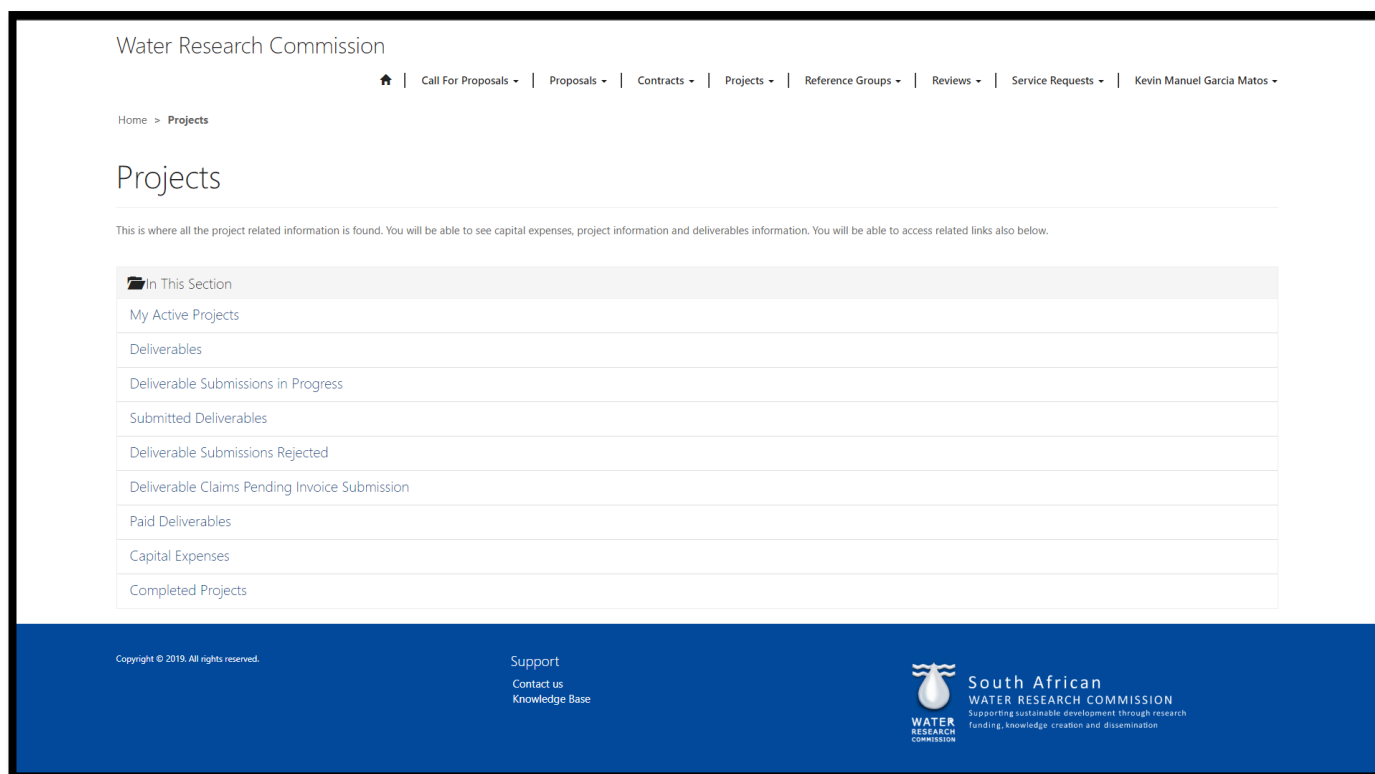 Water Research Commission
Call For Proposals | Proposals | Contracts | Projects | Reference Groups | Reviews | Service Requests | Kevin Manuel Garcia Matos
Home > Projects
Projects
This is where all the project related information is found. You will be able to see capital expenses, project information and deliverables information. You will be able to access related links also below.
In This Section
My Active Projects
Deliverables
Deliverable Submissions in Progress
Submitted Deliverables
Deliverable Submissions Rejected
Deliverable Claims Pending Invoice Submission
Paid Deliverables
Capital Expenses
Completed Projects
Copyright © 2019. All rights reserved.
Support
Contact us
Knowledge Base
WATER
RESEARCH
COMMISSION
South African
WATER RESEARCH COMMISSION
Supporting sustainable development through research
funding, knowledge creation and dissemination